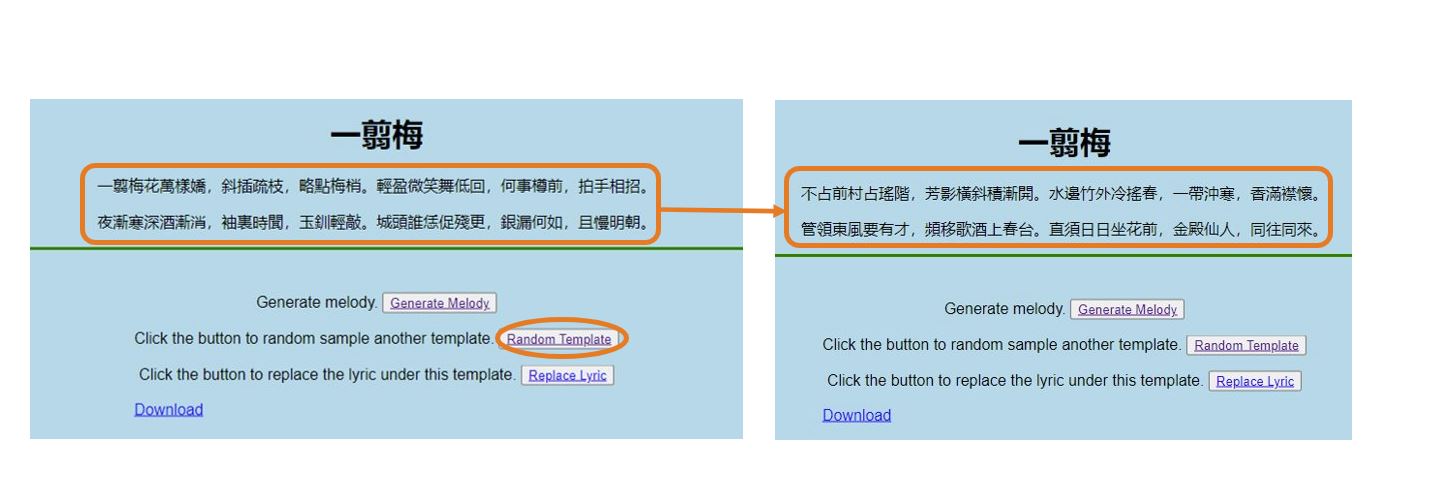 一翦梅
一翦梅花萬樣嬌，斜插疏枝，略點梅梢。輕盈微笑舞低回，何事樽前，拍手相招。
夜漸寒深酒漸消，袖裏時聞，玉釧輕敲。城頭誰恁促殘更，銀漏何如，且慢明朝。
Generate melody. Generate Melody
Click the button to random sample another template. Random Template
Click the button to replace the lyric under this template. Replace Lyric
Download
一翦梅
不占前村占瑤階，芳影橫斜積漸開。水邊竹外冷搖春，一帶沖寒，香滿襟懷。
管領東風要有才，頻移歌酒上春台。直須日日坐花前，金殿仙人，同往同來。
Generate melody. Generate Melody
Click the button to random sample another template. Random Template
Click the button to replace the lyric under this template. Replace Lyric
Download